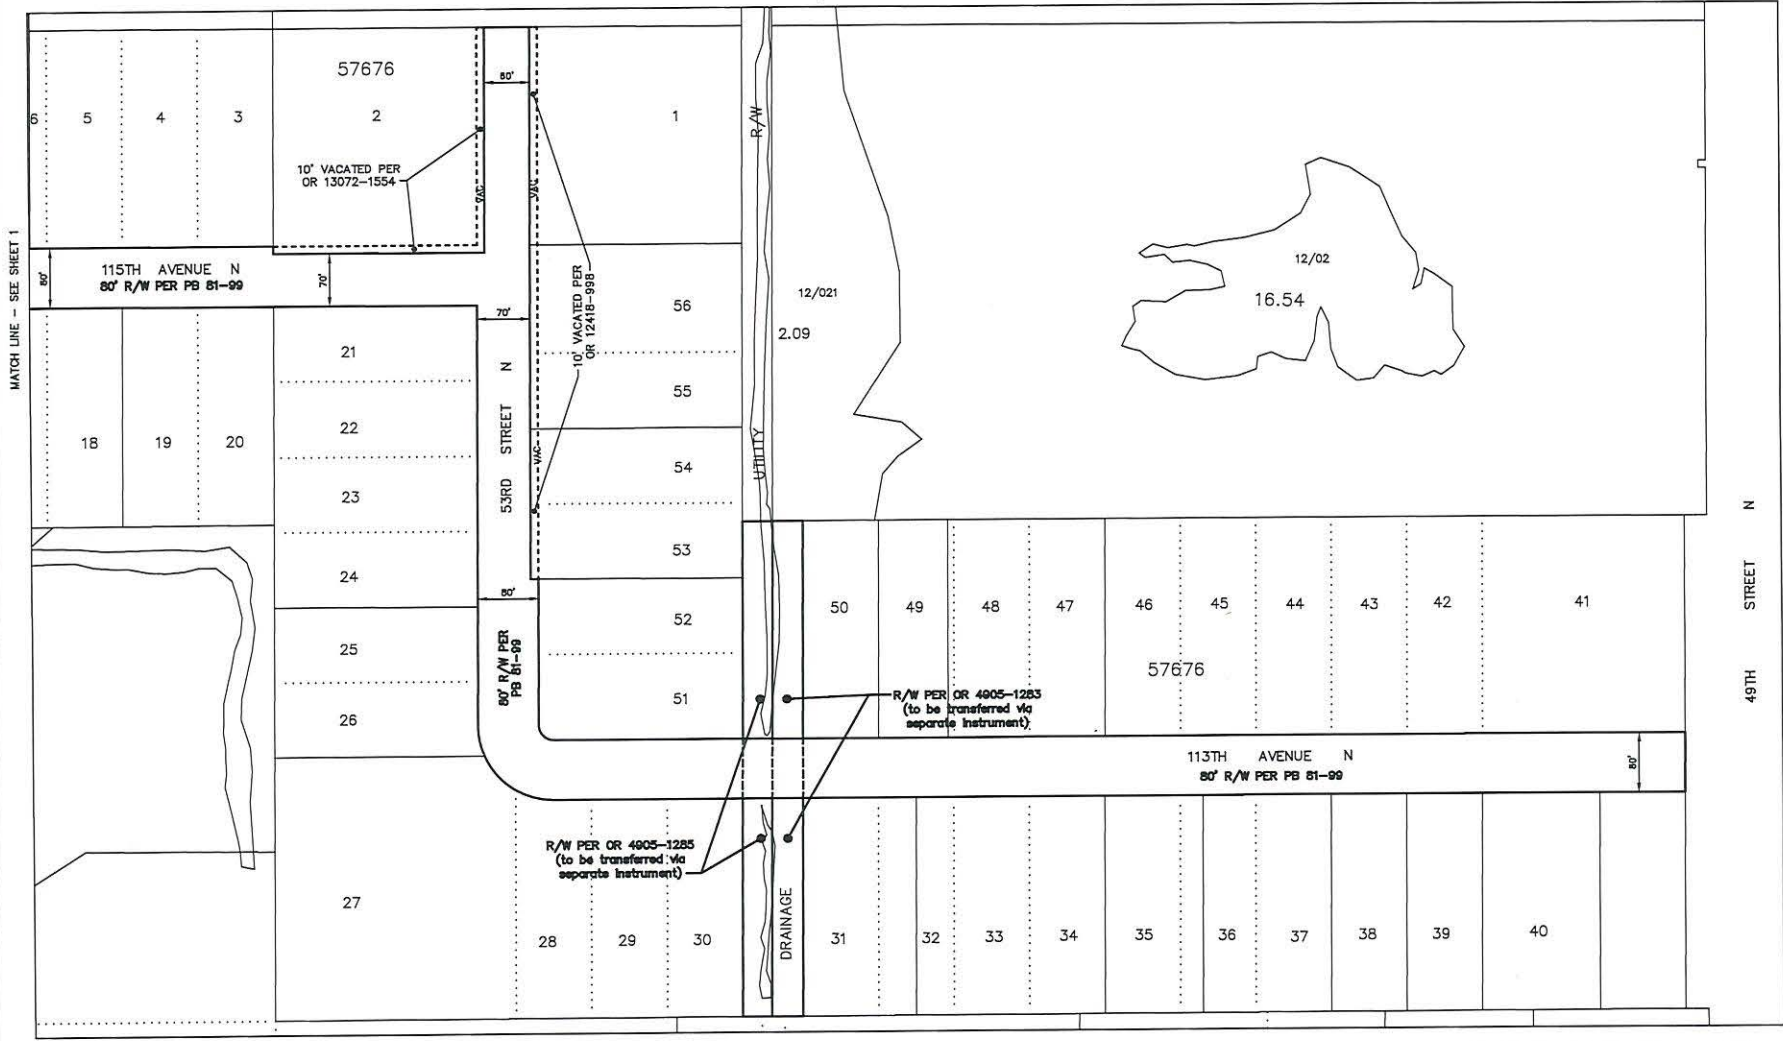 MATCH LINE - SEE SHEET 1
57676
6
5
4
3
2
1
60'
R/W
10' VACATED PER
OR 13072-1554
VAC
VAC
10' VACATED PER
OR 12418-998
115TH AVENUE N
80' R/W PER PB 81-99
80'
70'
70'
12/02
16.54
12/021
2.09
56
55
54
53
52
51
21
22
23
24
25
26
18
19
20
53RD STREET N
VAC
UTILITY
80'
80' R/W PER
PB 81-99
50
49
48
47
46
45
44
43
42
41
57676
49TH STREET N
R/W PER OR 4905-1283
(to be transferred via
separate instrument)
113TH AVENUE N
80' R/W PER PB 81-99
80'
R/W PER OR 4905-1285
(to be transferred via
separate instrument)
DRAINAGE
27
28
29
30
31
32
33
34
35
36
37
38
39
40